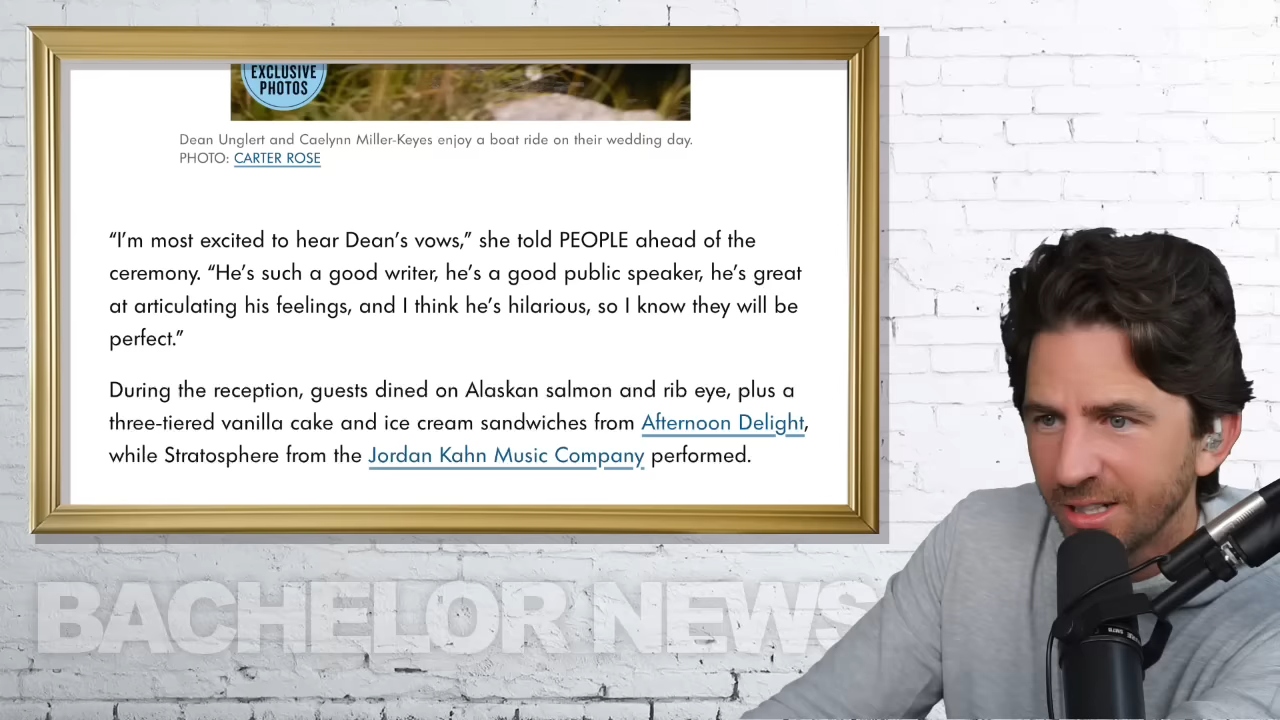 EXCLUSIVE
PHOTOS
Dean Unglert and Caelynn Miller-Keyes enjoy a boat ride on their wedding day.
PHOTO: CARTER ROSE
“I’m most excited to hear Dean’s vows,” she told PEOPLE ahead of the
ceremony. “He’s such a good writer, he’s a good public speaker, he’s great
at articulating his feelings, and I think he’s hilarious, so I know they will be
perfect.”
During the reception, guests dined on Alaskan salmon and rib eye, plus a
three-tiered vanilla cake and ice cream sandwiches from Afternoon Delight,
while Stratosphere from the Jordan Kahn Music Company performed.
BACHELOR NEWS